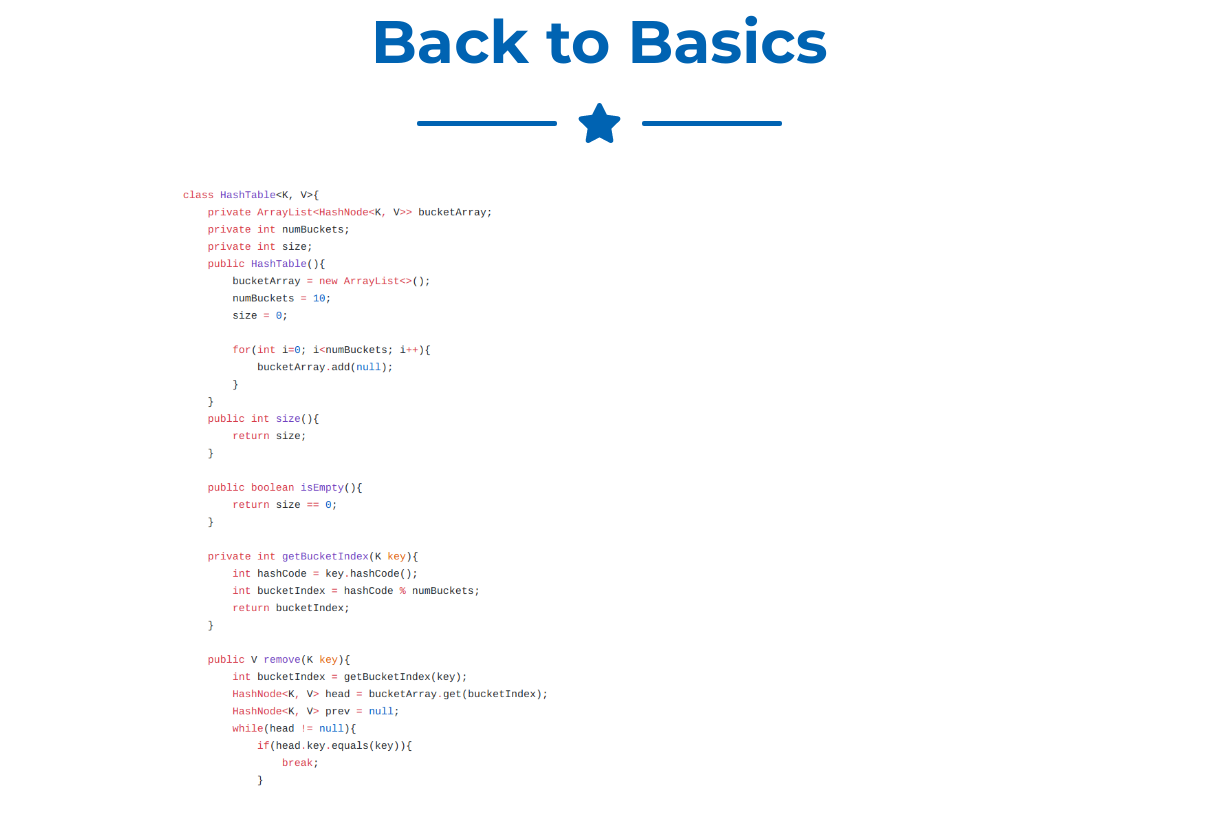 Back to Basics
class HashTable<K, V>{
    private ArrayList<HashNode<K, V>> bucketArray;
    private int numBuckets;
    private int size;
    public HashTable(){
        bucketArray = new ArrayList<>();
        numBuckets = 10;
        size = 0;

        for(int i=0; i<numBuckets; i++){
            bucketArray.add(null);
        }
    }
    public int size(){
        return size;
    }

    public boolean isEmpty(){
        return size == 0;
    }

    private int getBucketIndex(K key){
        int hashCode = key.hashCode();
        int bucketIndex = hashCode % numBuckets;
        return bucketIndex;
    }

    public V remove(K key){
        int bucketIndex = getBucketIndex(key);
        HashNode<K, V> head = bucketArray.get(bucketIndex);
        HashNode<K, V> prev = null;
        while(head != null){
            if(head.key.equals(key)){
                break;
            }